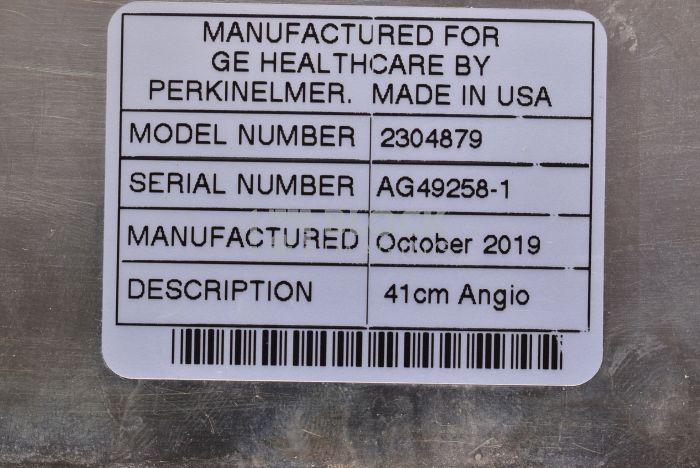 MANUFACTURED FOR
GE HEALTHCARE BY
PERKINELMER. MADE IN USA
MODEL NUMBER 2304879
SERIAL NUMBER AG49258-1
MANUFACTURED October 2019
DESCRIPTION 41cm Angio